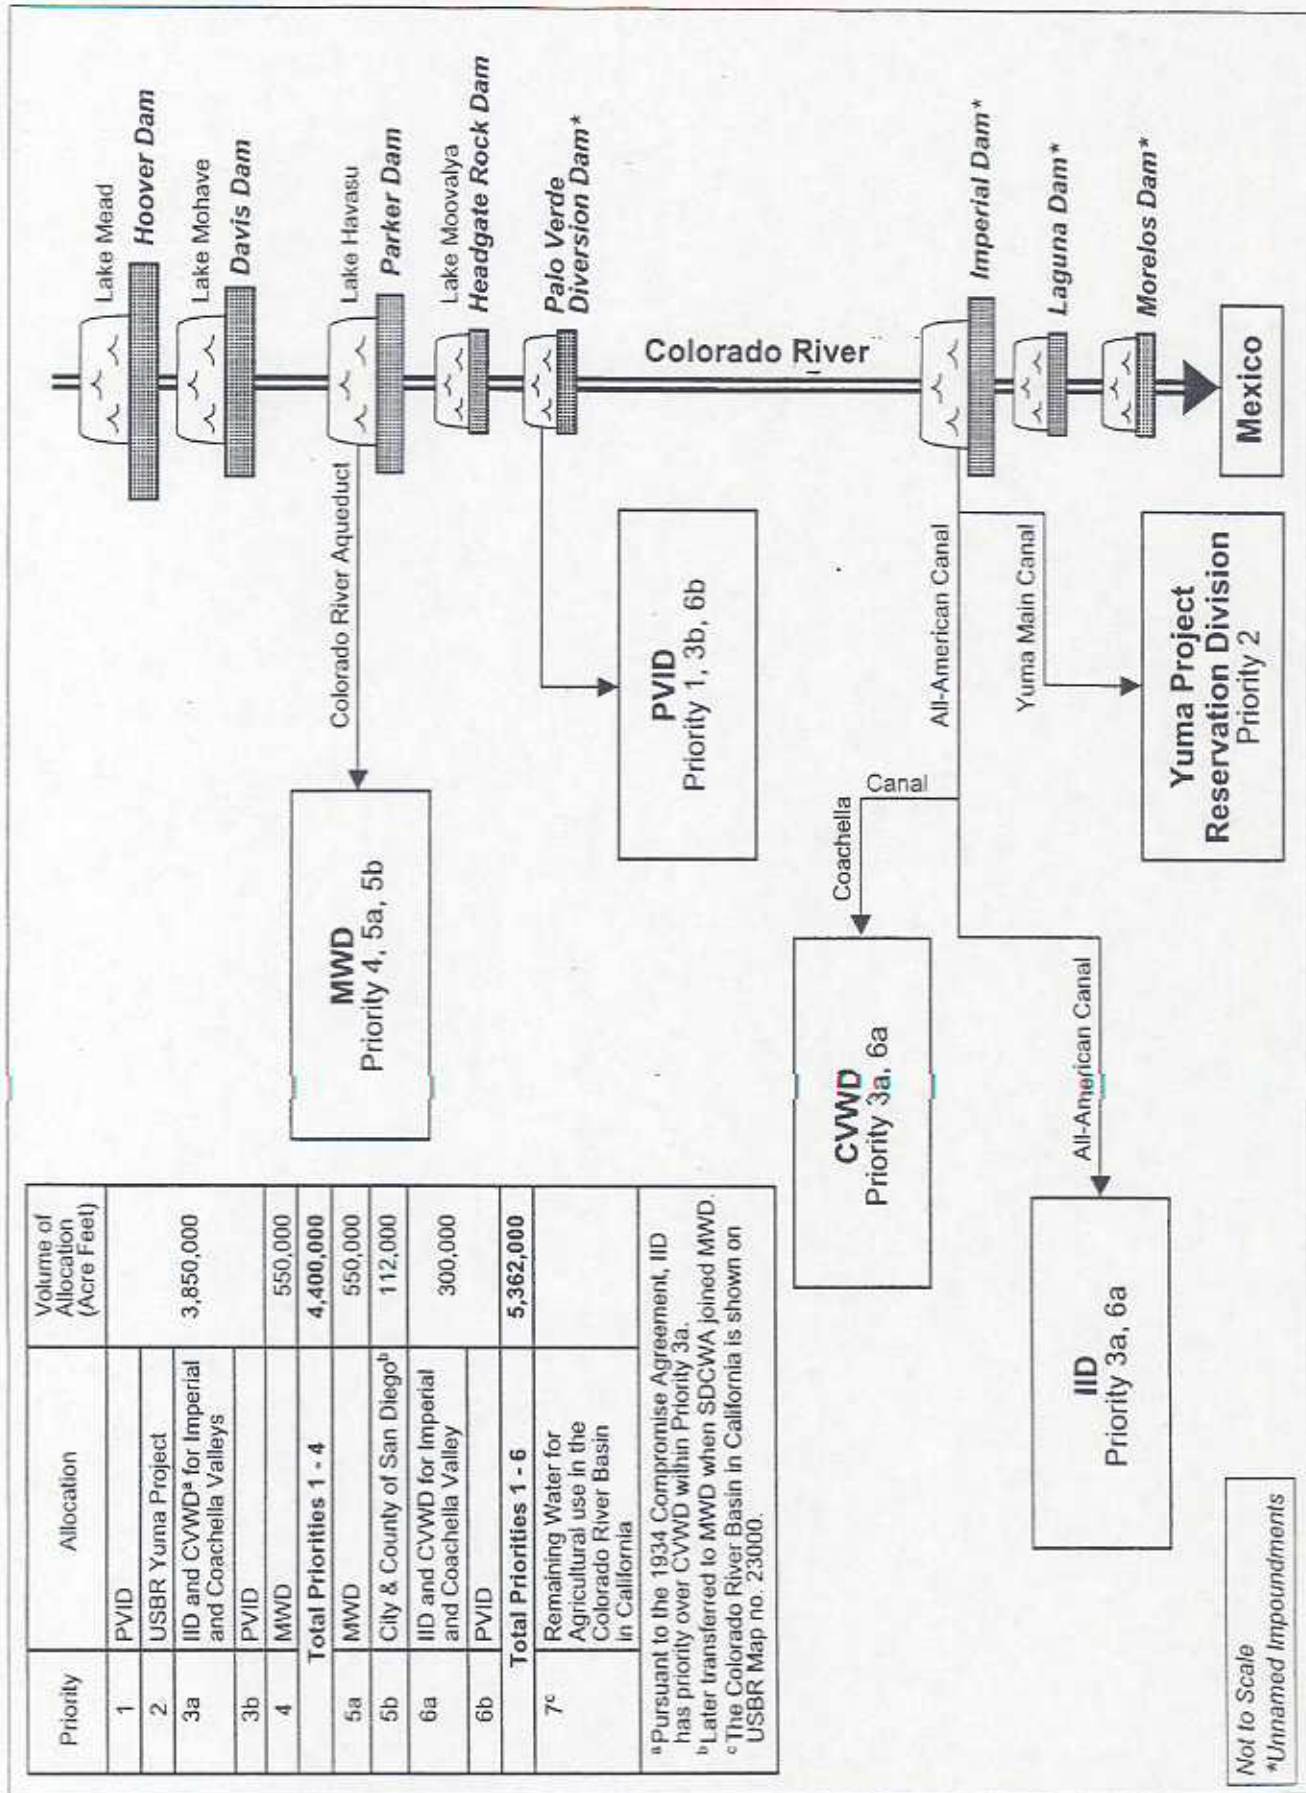 Priority
Allocation
Volume of
Allocation
(Acre Feet)
1
PVID
2
USBR Yuma Project
3a
IID and CVWDª for Imperial
and Coachella Valleys
3,850,000
3b
PVID
4
MWD
550,000
Total Priorities 1 - 4
4,400,000
5a
MWD
550,000
5b
City & County of San Diegoᵇ
112,000
6a
IID and CVWD for Imperial
and Coachella Valley
300,000
6b
PVID
Total Priorities 1 - 6
5,362,000
7ᶜ
Remaining Water for
Agricultural use in the
Colorado River Basin
in California
ª Pursuant to the 1934 Compromise Agreement, IID
has priority over CVWD within Priority 3a.
ᵇ Later transferred to MWD when SDCWA joined MWD.
ᶜ The Colorado River Basin in California is shown on
USBR Map no. 23000.
Lake Mead
Hoover Dam
Lake Mohave
Davis Dam
Lake Havasu
Parker Dam
Lake Moovalya
Headgate Rock Dam
Palo Verde
Diversion Dam*
Colorado River
Imperial Dam*
Laguna Dam*
Morelos Dam*
Mexico
Colorado River Aqueduct
MWD
Priority 4, 5a, 5b
PVID
Priority 1, 3b, 6b
All-American Canal
Yuma Main Canal
Yuma Project
Reservation Division
Priority 2
Coachella
Canal
CVWD
Priority 3a, 6a
All-American Canal
IID
Priority 3a, 6a
Not to Scale
*Unnamed Impoundments